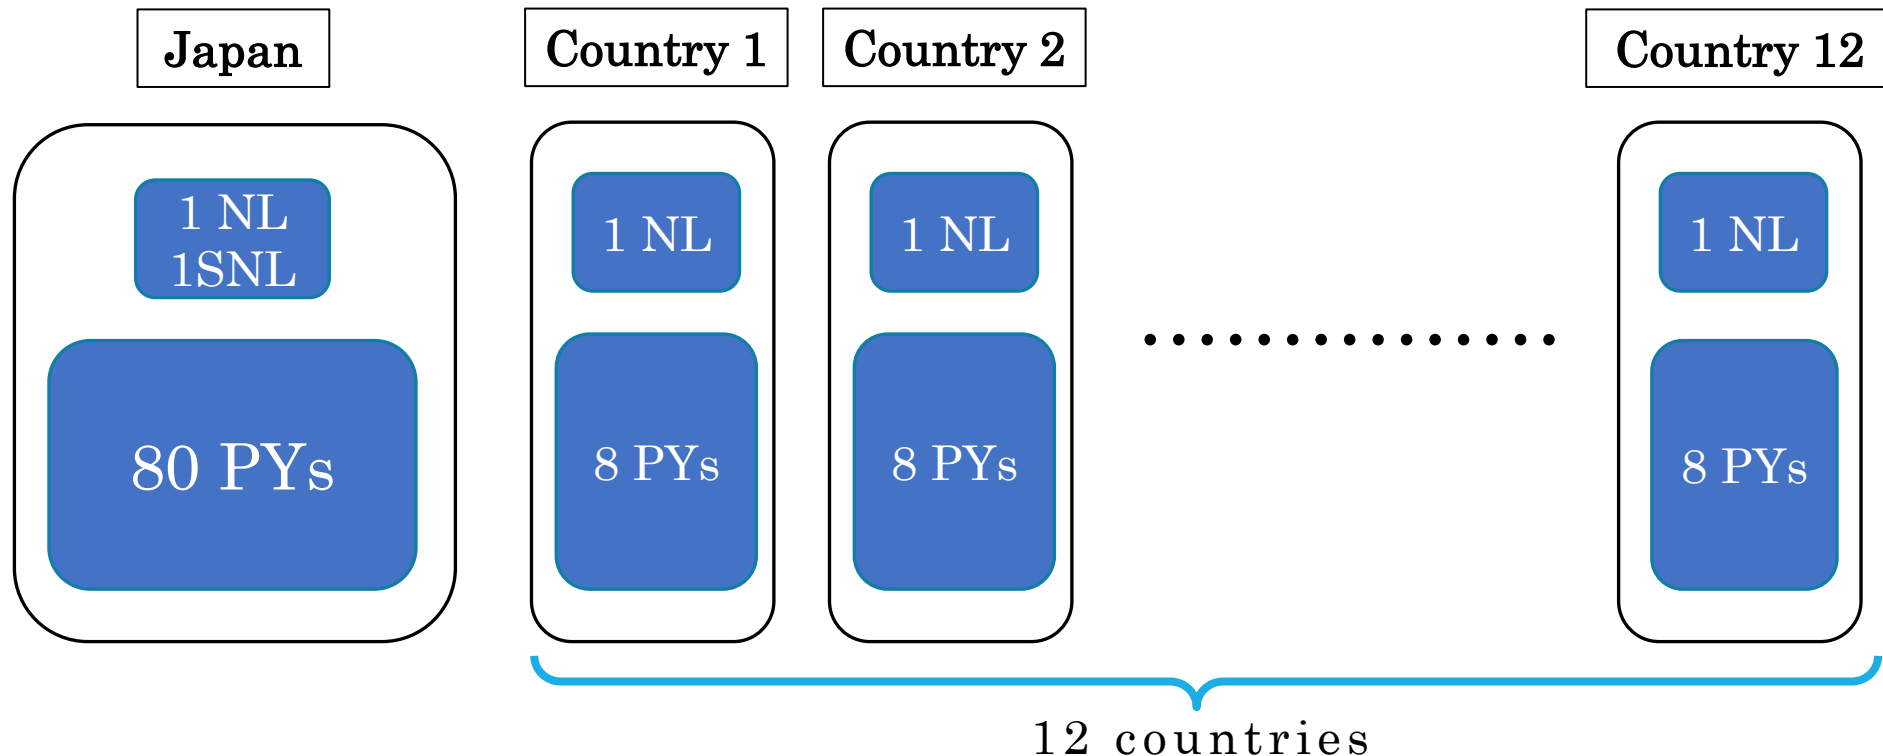 Japan
Country 1
Country 2
Country 12
1 NL
1SNL
1 NL
1 NL
1 NL
80 PYs
8 PYs
8 PYs
8 PYs
12 countries